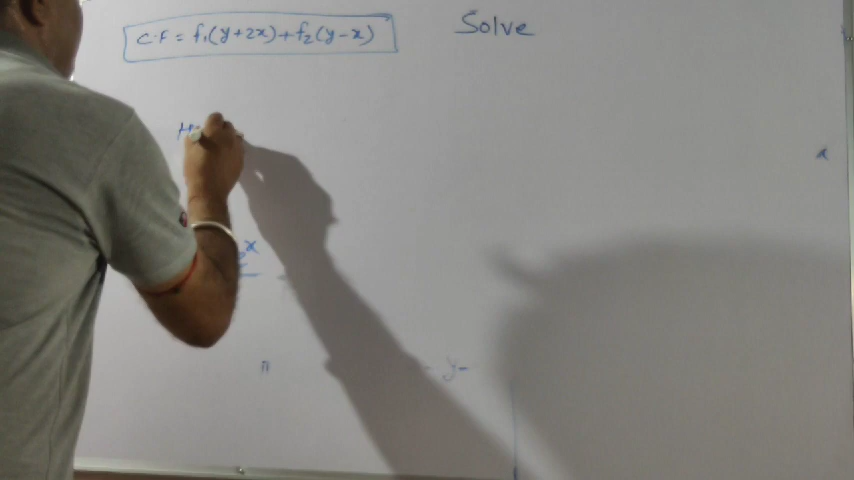 C.F = f₁(y+2x) + f₂(y-x)
Solve
x
- y -